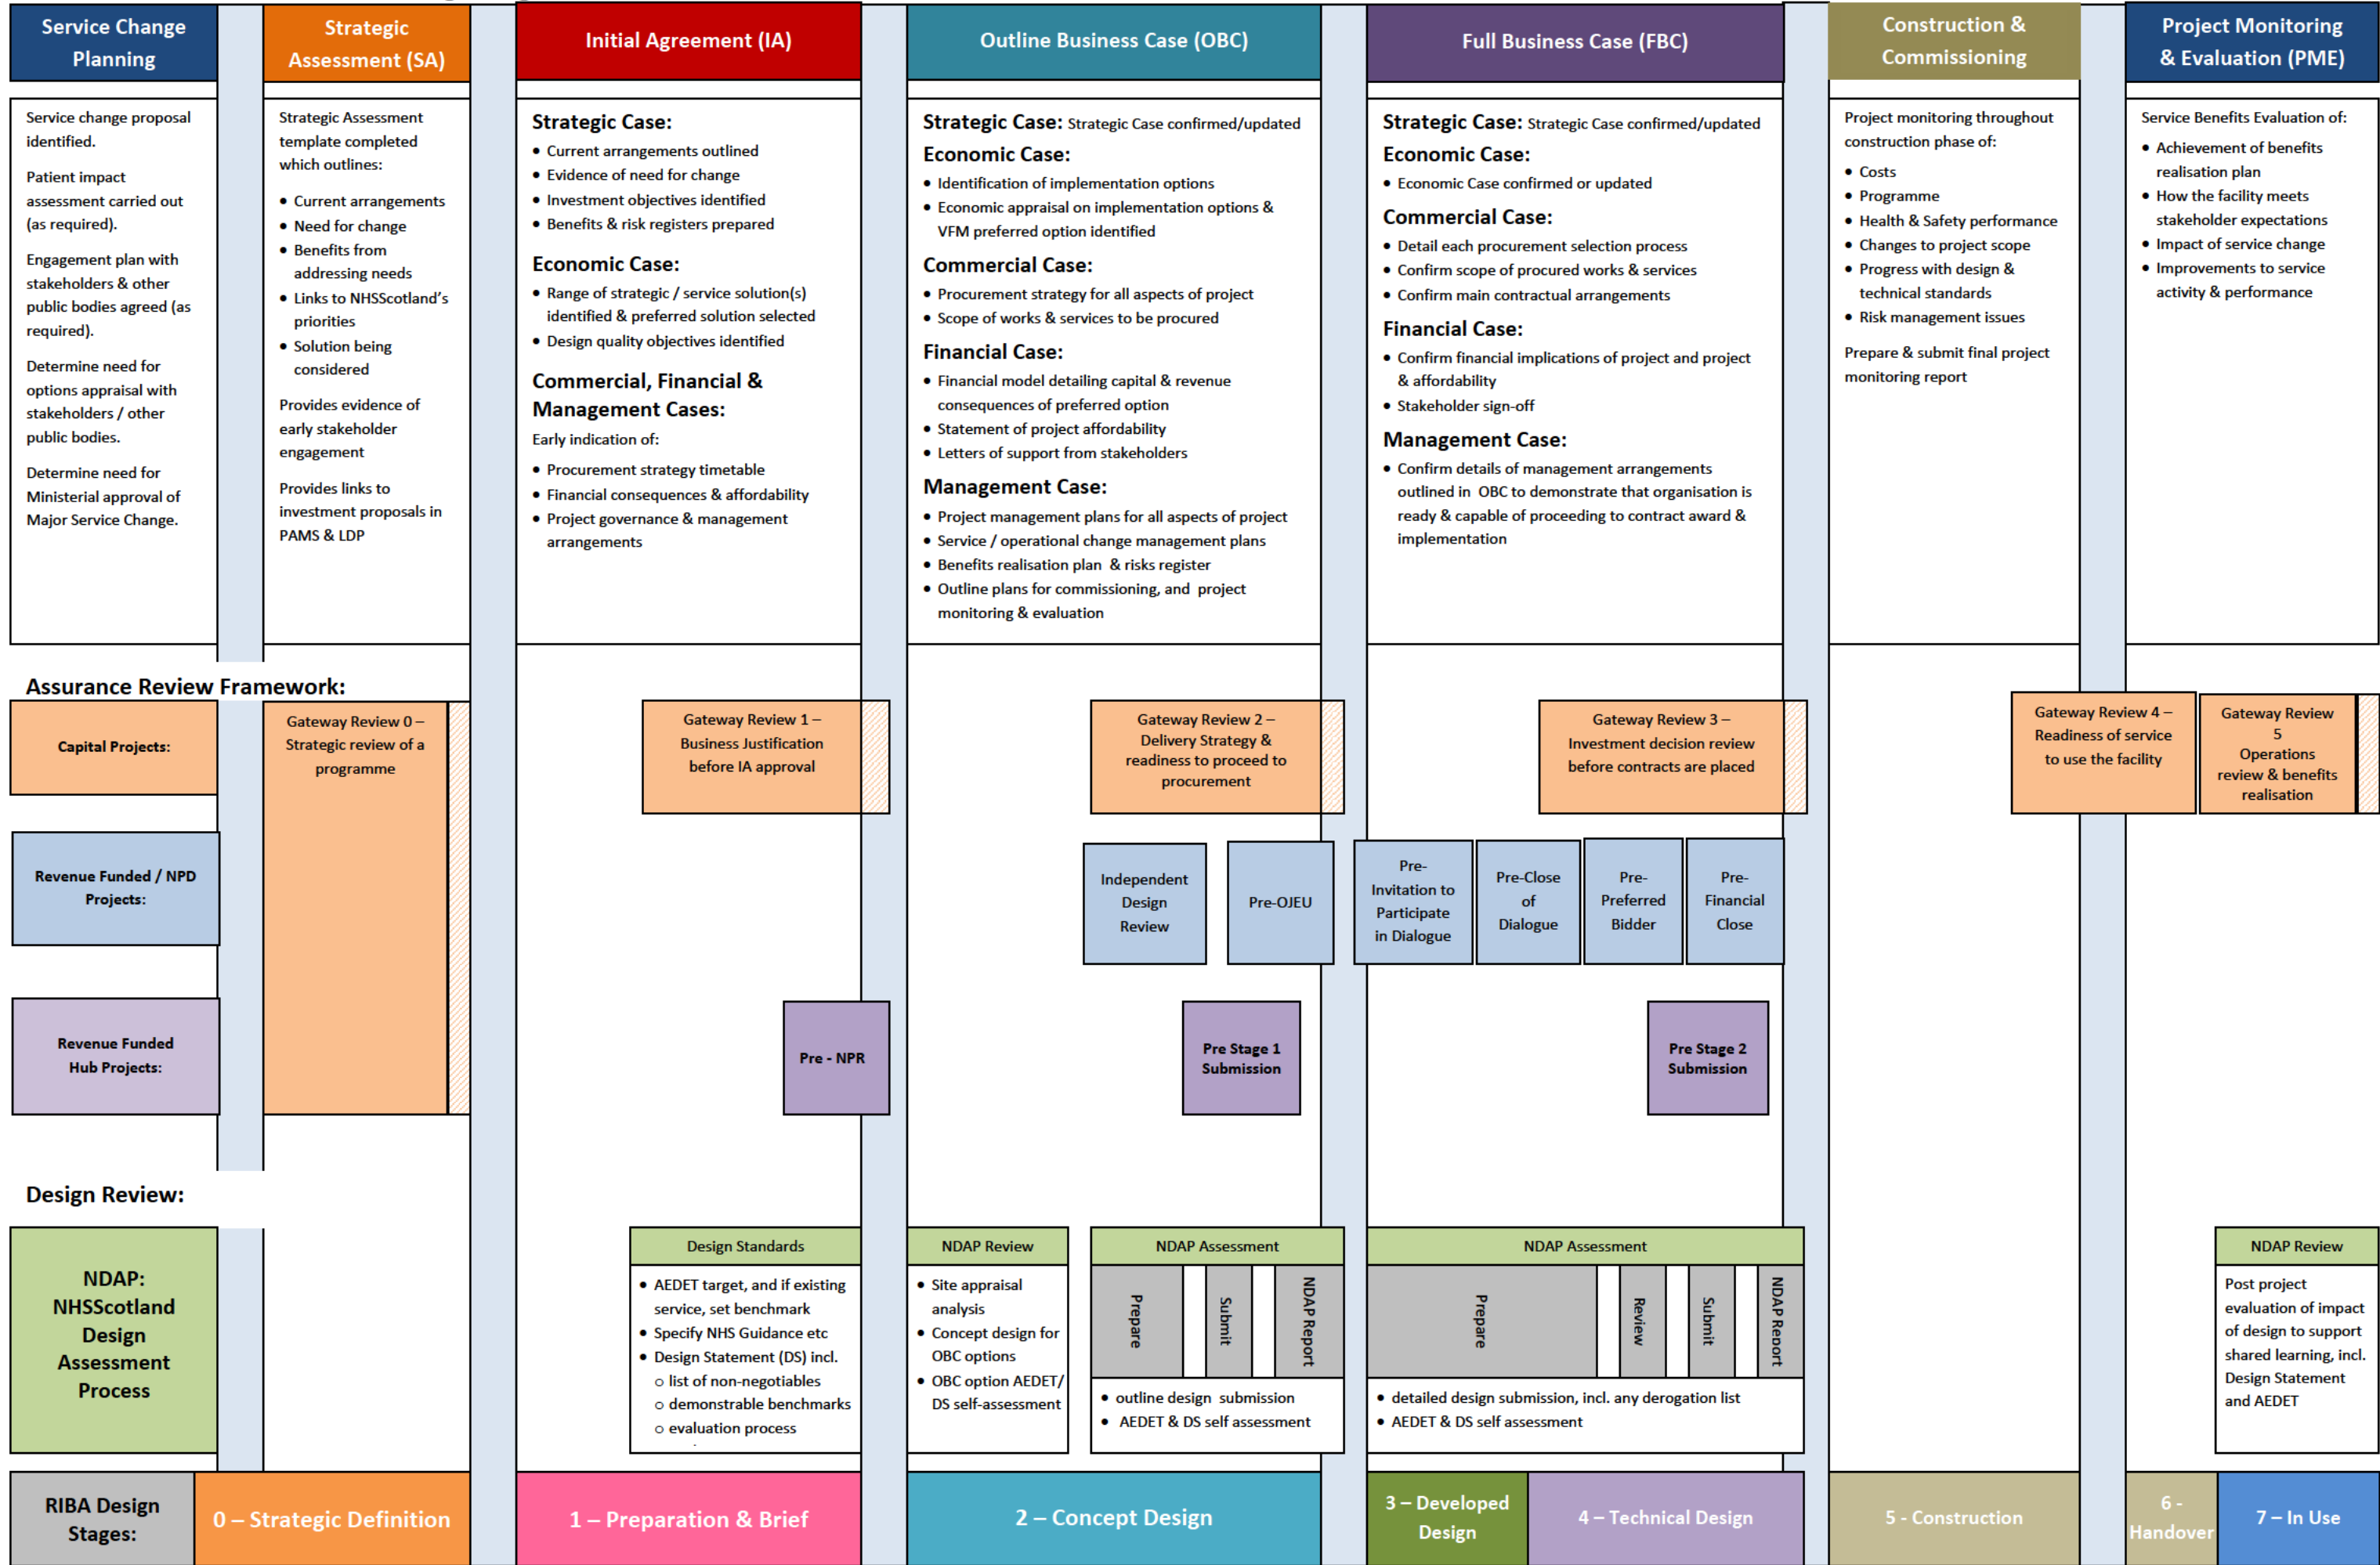 Service Change
Planning
Strategic
Assessment (SA)
Initial Agreement (IA)
Outline Business Case (OBC)
Full Business Case (FBC)
Construction &
Commissioning
Project Monitoring
& Evaluation (PME)
Service change proposal
identified.
Patient impact
assessment carried out
(as required).
Engagement plan with
stakeholders & other
public bodies agreed (as
required).
Determine need for
options appraisal with
stakeholders / other
public bodies.
Determine need for
Ministerial approval of
Major Service Change.
Strategic Assessment
template completed
which outlines:
• Current arrangements
• Need for change
• Benefits from
addressing needs
• Links to NHSScotland's
priorities
• Solution being
considered
Provides evidence of
early stakeholder
engagement
Provides links to
investment proposals in
PAMS & LDP
Strategic Case:
• Current arrangements outlined
• Evidence of need for change
• Investment objectives identified
• Benefits & risk registers prepared
Economic Case:
• Range of strategic / service solution(s)
identified & preferred solution selected
• Design quality objectives identified
Commercial, Financial &
Management Cases:
Early indication of:
• Procurement strategy timetable
• Financial consequences & affordability
• Project governance & management
arrangements
Strategic Case: Strategic Case confirmed/updated
Economic Case:
• Identification of implementation options
• Economic appraisal on implementation options &
VFM preferred option identified
Commercial Case:
• Procurement strategy for all aspects of project
• Scope of works & services to be procured
Financial Case:
• Financial model detailing capital & revenue
consequences of preferred option
• Statement of project affordability
• Letters of support from stakeholders
Management Case:
• Project management plans for all aspects of project
• Service / operational change management plans
• Benefits realisation plan & risks register
• Outline plans for commissioning, and project
monitoring & evaluation
Strategic Case: Strategic Case confirmed/updated
Economic Case:
• Economic Case confirmed or updated
Commercial Case:
• Detail each procurement selection process
• Confirm scope of procured works & services
• Confirm main contractual arrangements
Financial Case:
• Confirm financial implications of project and project
& affordability
• Stakeholder sign-off
Management Case:
• Confirm details of management arrangements
outlined in OBC to demonstrate that organisation is
ready & capable of proceeding to contract award &
implementation
Project monitoring throughout
construction phase of:
• Costs
• Programme
• Health & Safety performance
• Changes to project scope
• Progress with design &
technical standards
• Risk management issues
Prepare & submit final project
monitoring report
Service Benefits Evaluation of:
• Achievement of benefits
realisation plan
• How the facility meets
stakeholder expectations
• Impact of service change
• Improvements to service
activity & performance
Assurance Review Framework:
Capital Projects:
Gateway Review 0 –
Strategic review of a
programme
Gateway Review 1 –
Business Justification
before IA approval
Gateway Review 2 –
Delivery Strategy &
readiness to proceed to
procurement
Gateway Review 3 –
Investment decision review
before contracts are placed
Gateway Review 4 –
Readiness of service
to use the facility
Gateway Review
5
Operations
review & benefits
realisation
Revenue Funded / NPD
Projects:
Independent
Design
Review
Pre-OJEU
Pre-
Invitation to
Participate
in Dialogue
Pre-Close
of
Dialogue
Pre-
Preferred
Bidder
Pre-
Financial
Close
Revenue Funded
Hub Projects:
Pre - NPR
Pre Stage 1
Submission
Pre Stage 2
Submission
Design Review:
NDAP:
NHSScotland
Design
Assessment
Process
Design Standards
• AEDET target, and if existing
service, set benchmark
• Specify NHS Guidance etc
• Design Statement (DS) incl.
o list of non-negotiables
o demonstrable benchmarks
o evaluation process
NDAP Review
• Site appraisal
analysis
• Concept design for
OBC options
• OBC option AEDET/
DS self-assessment
NDAP Assessment
Prepare
Submit
NDAP Report
• outline design submission
• AEDET & DS self assessment
NDAP Assessment
Prepare
Review
Submit
NDAP Report
• detailed design submission, incl. any derogation list
• AEDET & DS self assessment
NDAP Review
Post project
evaluation of impact
of design to support
shared learning, incl.
Design Statement
and AEDET
RIBA Design
Stages:
0 – Strategic Definition
1 – Preparation & Brief
2 – Concept Design
3 – Developed
Design
4 – Technical Design
5 - Construction
6 -
Handover
7 – In Use